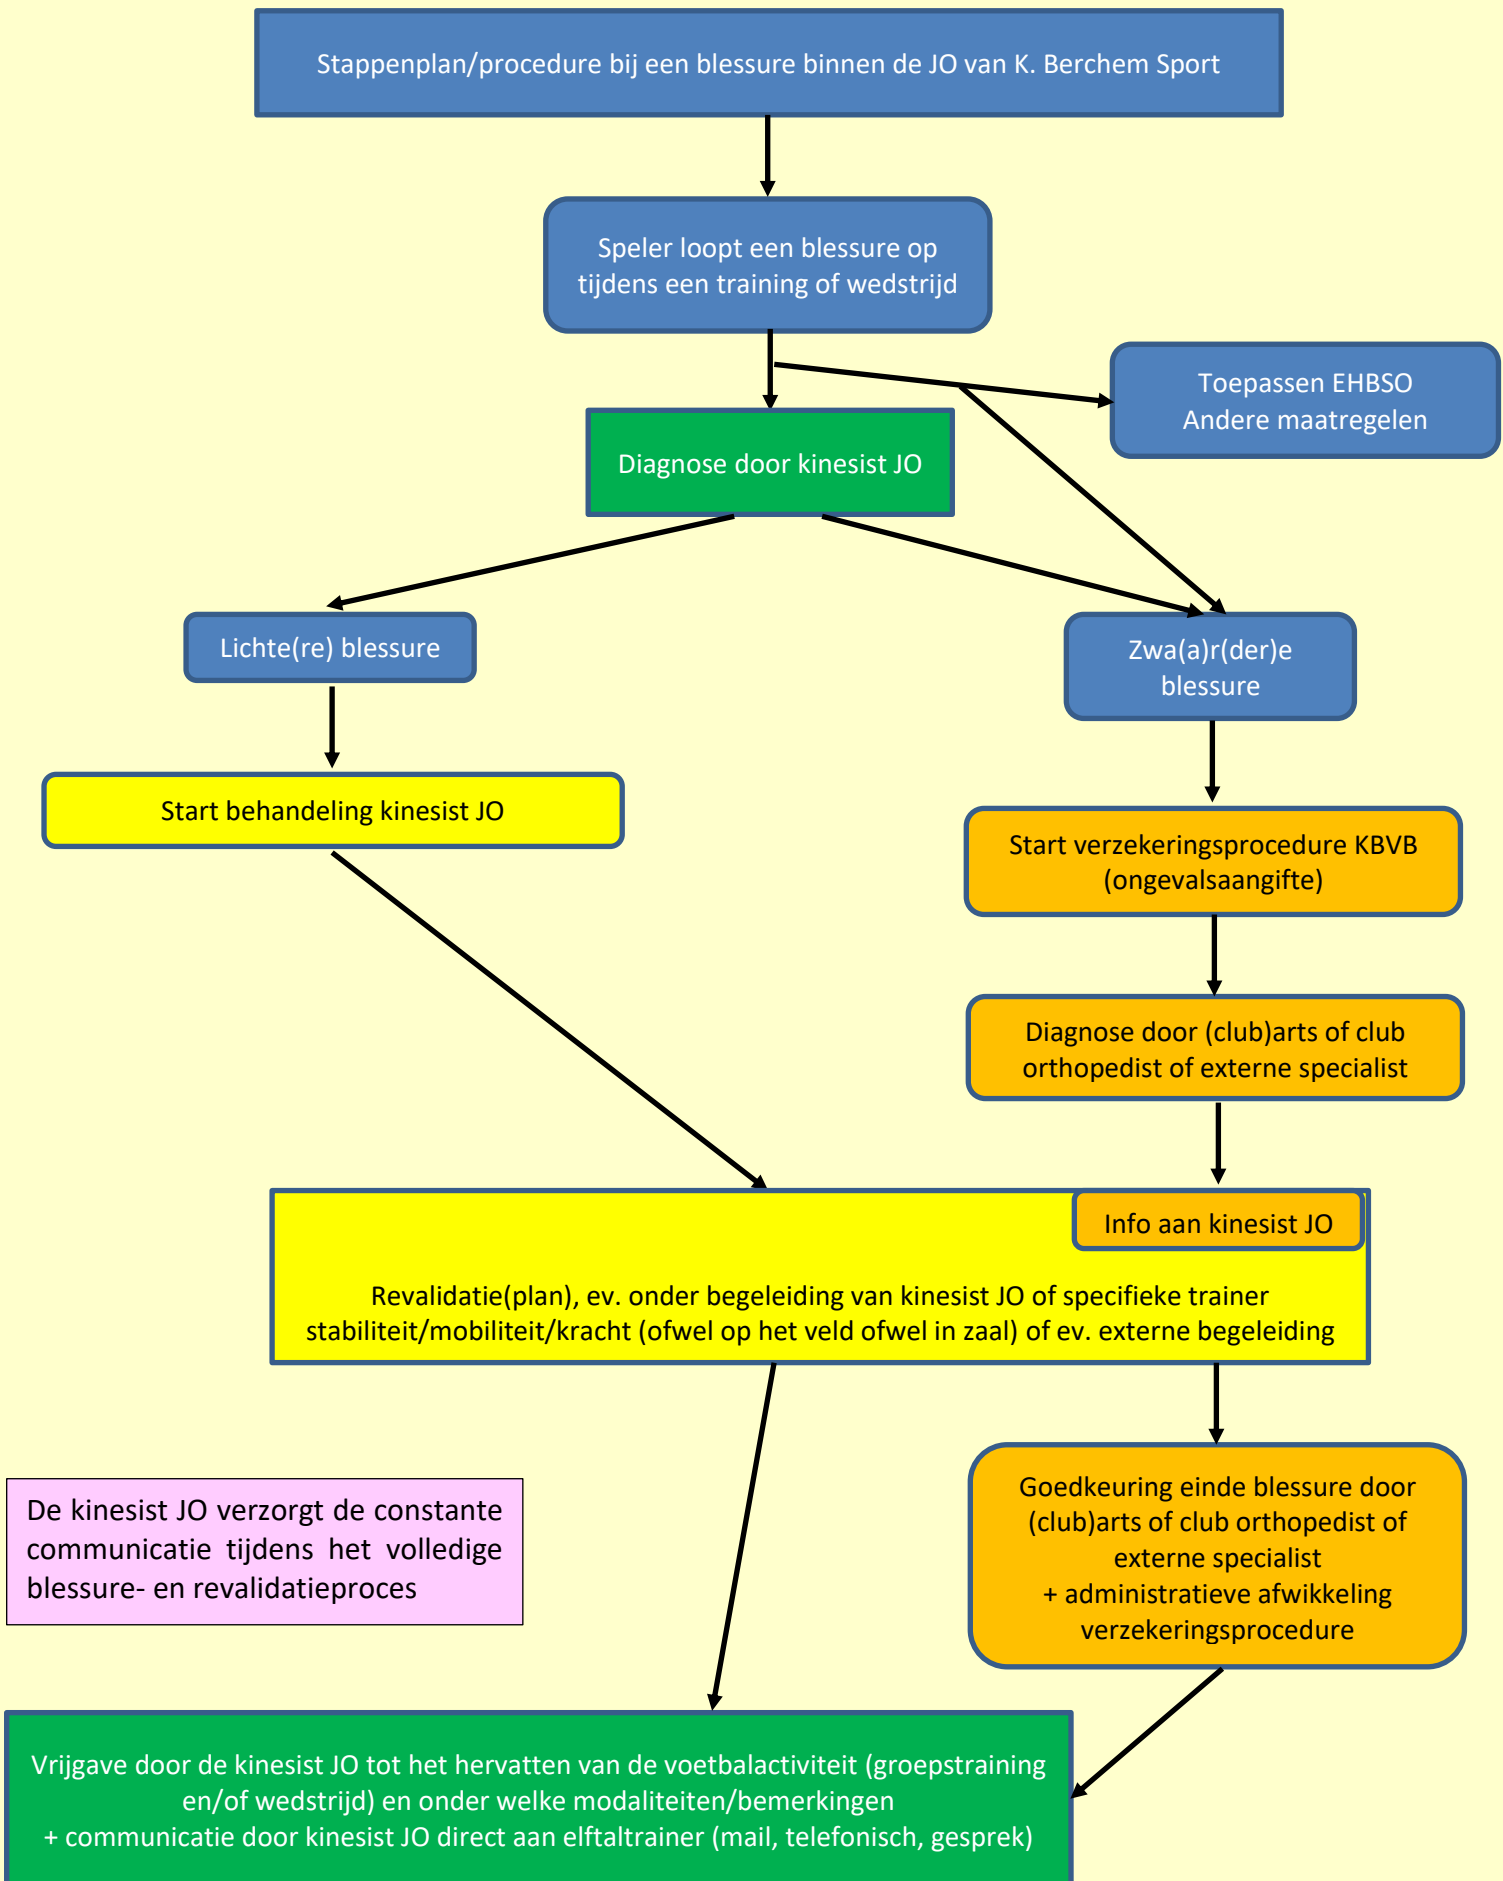 Stappenplan/procedure bij een blessure binnen de JO van K. Berchem Sport
Speler loopt een blessure op
tijdens een training of wedstrijd
Toepassen EHBSO
Andere maatregelen
Diagnose door kinesist JO
Lichte(re) blessure
Zwa(a)r(der)e
blessure
Start behandeling kinesist JO
Start verzekeringsprocedure KBVB
(ongevalsaangifte)
Diagnose door (club)arts of club
orthopedist of externe specialist
Info aan kinesist JO
Revalidatie(plan), ev. onder begeleiding van kinesist JO of specifieke trainer
stabiliteit/mobiliteit/kracht (ofwel op het veld ofwel in zaal) of ev. externe begeleiding
Goedkeuring einde blessure door
(club)arts of club orthopedist of
externe specialist
+ administratieve afwikkeling
verzekeringsprocedure
De kinesist JO verzorgt de constante
communicatie tijdens het volledige
blessure- en revalidatieproces
Vrijgave door de kinesist JO tot het hervatten van de voetbalactiviteit (groepstraining
en/of wedstrijd) en onder welke modaliteiten/bemerkingen
+ communicatie door kinesist JO direct aan elftaltrainer (mail, telefonisch, gesprek)